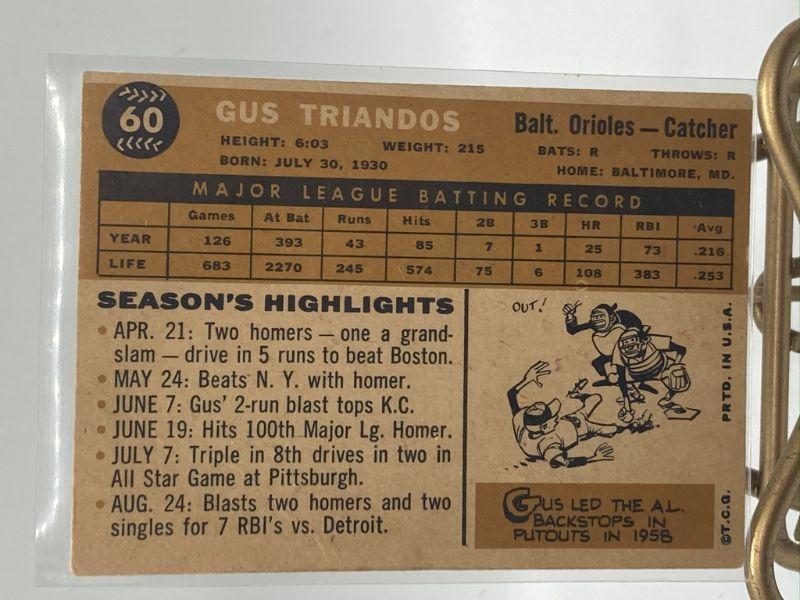 60
GUS TRIANDOS
Balt. Orioles — Catcher
HEIGHT: 6:03 WEIGHT: 215 BATS: R THROWS: R
BORN: JULY 30, 1930 HOME: BALTIMORE, MD.
MAJOR LEAGUE BATTING RECORD
Games At Bat Runs Hits 2B 3B HR RBI Avg
YEAR 126 393 43 85 7 1 25 73 .216
LIFE 683 2270 245 574 75 6 108 383 .253
SEASON'S HIGHLIGHTS
• APR. 21: Two homers — one a grand-
slam — drive in 5 runs to beat Boston.
• MAY 24: Beats N. Y. with homer.
• JUNE 7: Gus' 2-run blast tops K.C.
• JUNE 19: Hits 100th Major Lg. Homer.
• JULY 7: Triple in 8th drives in two in
All Star Game at Pittsburgh.
• AUG. 24: Blasts two homers and two
singles for 7 RBI's vs. Detroit.
OUT!
GUS LED THE A.L.
BACKSTOPS IN
PUTOUTS IN 1958
©T.C.G. PRTD. IN U.S.A.